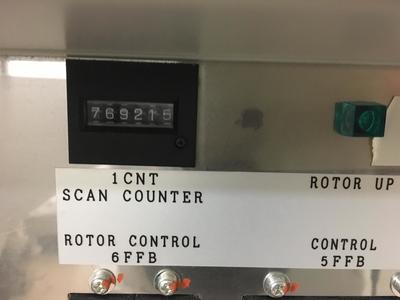 769215
1CNT
SCAN COUNTER
ROTOR UP
ROTOR CONTROL
6FFB
CONTROL
5FFB